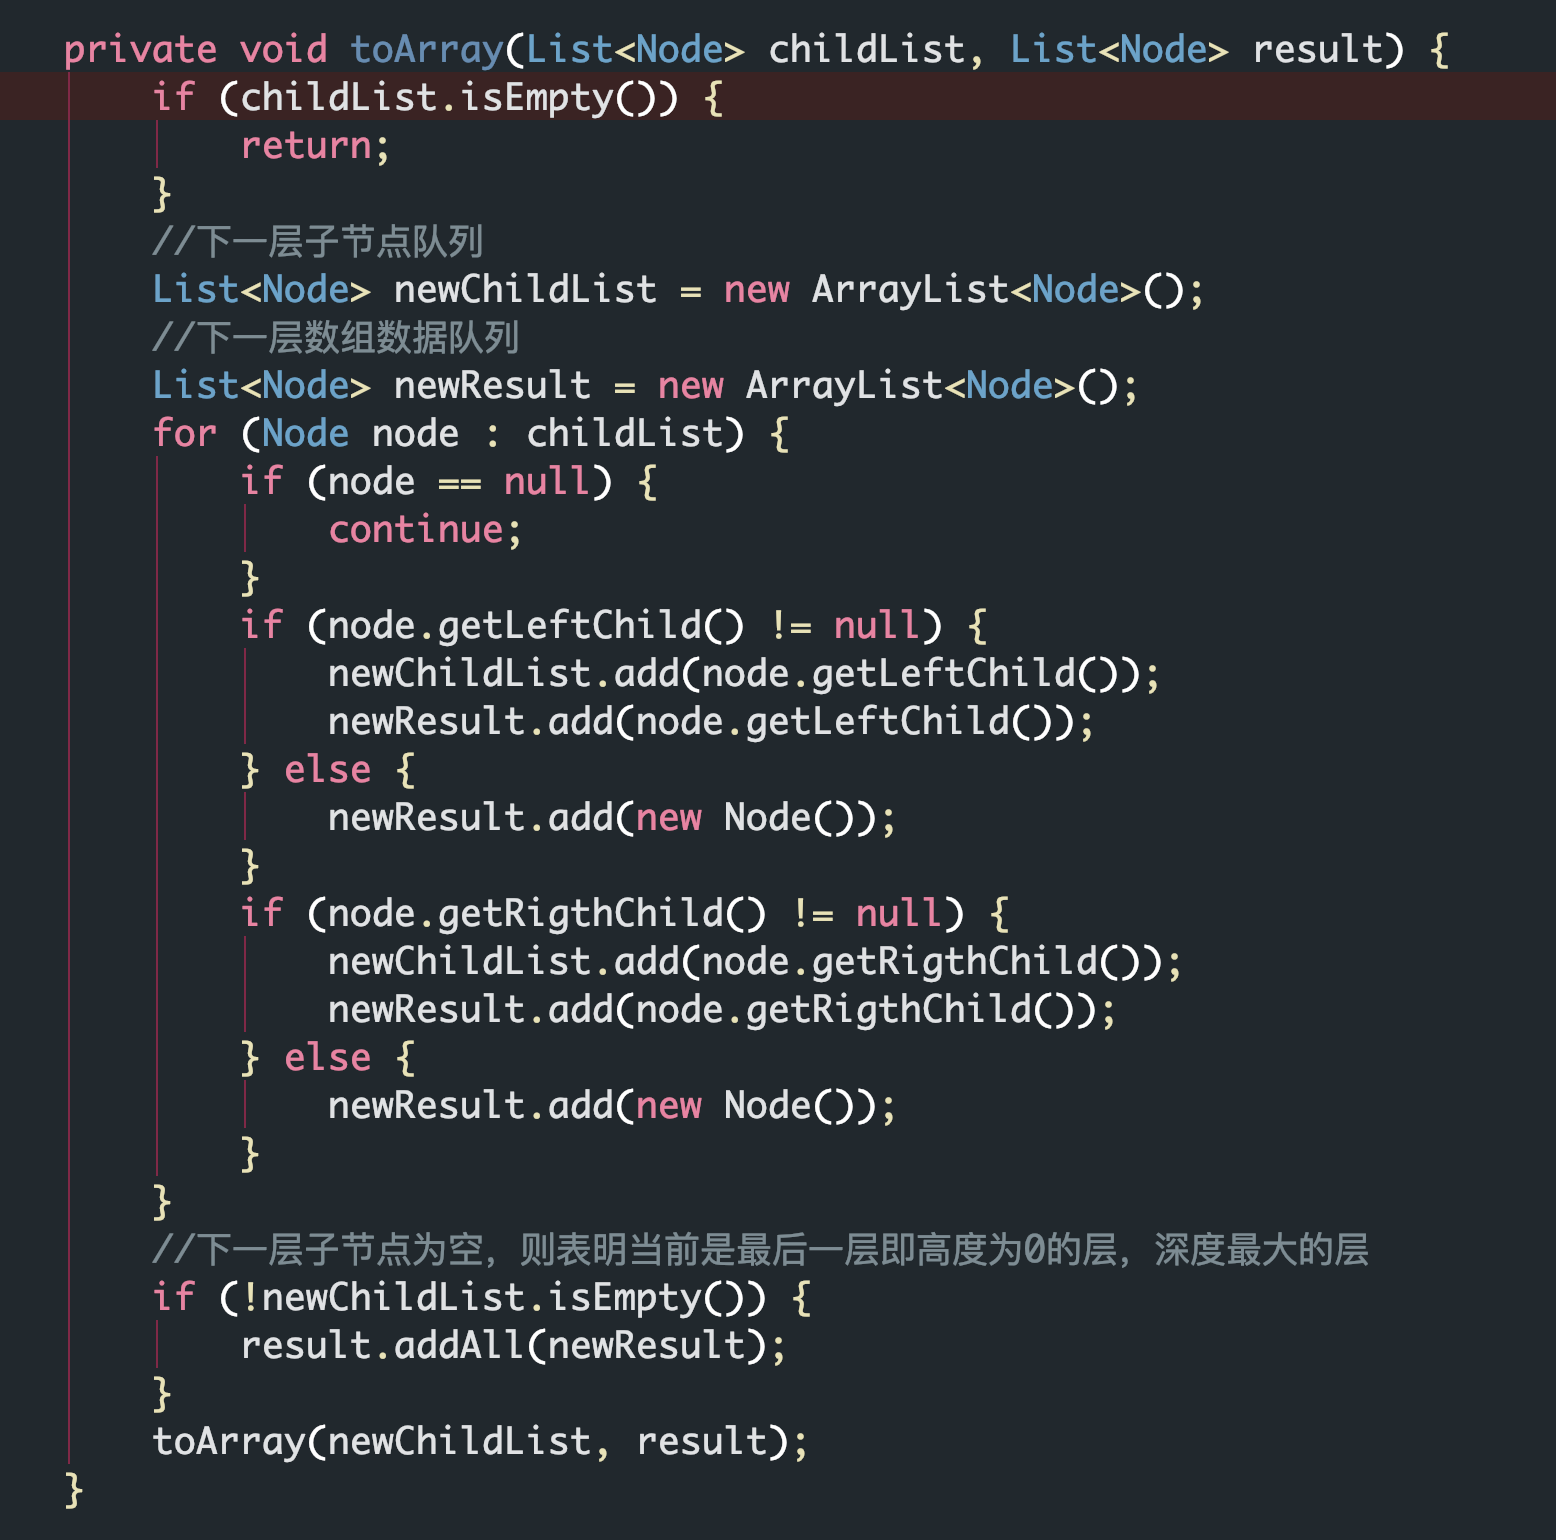 private void toArray(List<Node> childList, List<Node> result) {
    if (childList.isEmpty()) {
        return;
    }
    //下一层子节点队列
    List<Node> newChildList = new ArrayList<Node>();
    //下一层数组数据队列
    List<Node> newResult = new ArrayList<Node>();
    for (Node node : childList) {
        if (node == null) {
            continue;
        }
        if (node.getLeftChild() != null) {
            newChildList.add(node.getLeftChild());
            newResult.add(node.getLeftChild());
        } else {
            newResult.add(new Node());
        }
        if (node.getRigthChild() != null) {
            newChildList.add(node.getRigthChild());
            newResult.add(node.getRigthChild());
        } else {
            newResult.add(new Node());
        }
    }
    //下一层子节点为空，则表明当前是最后一层即高度为0的层，深度最大的层
    if (!newChildList.isEmpty()) {
        result.addAll(newResult);
    }
    toArray(newChildList, result);
}